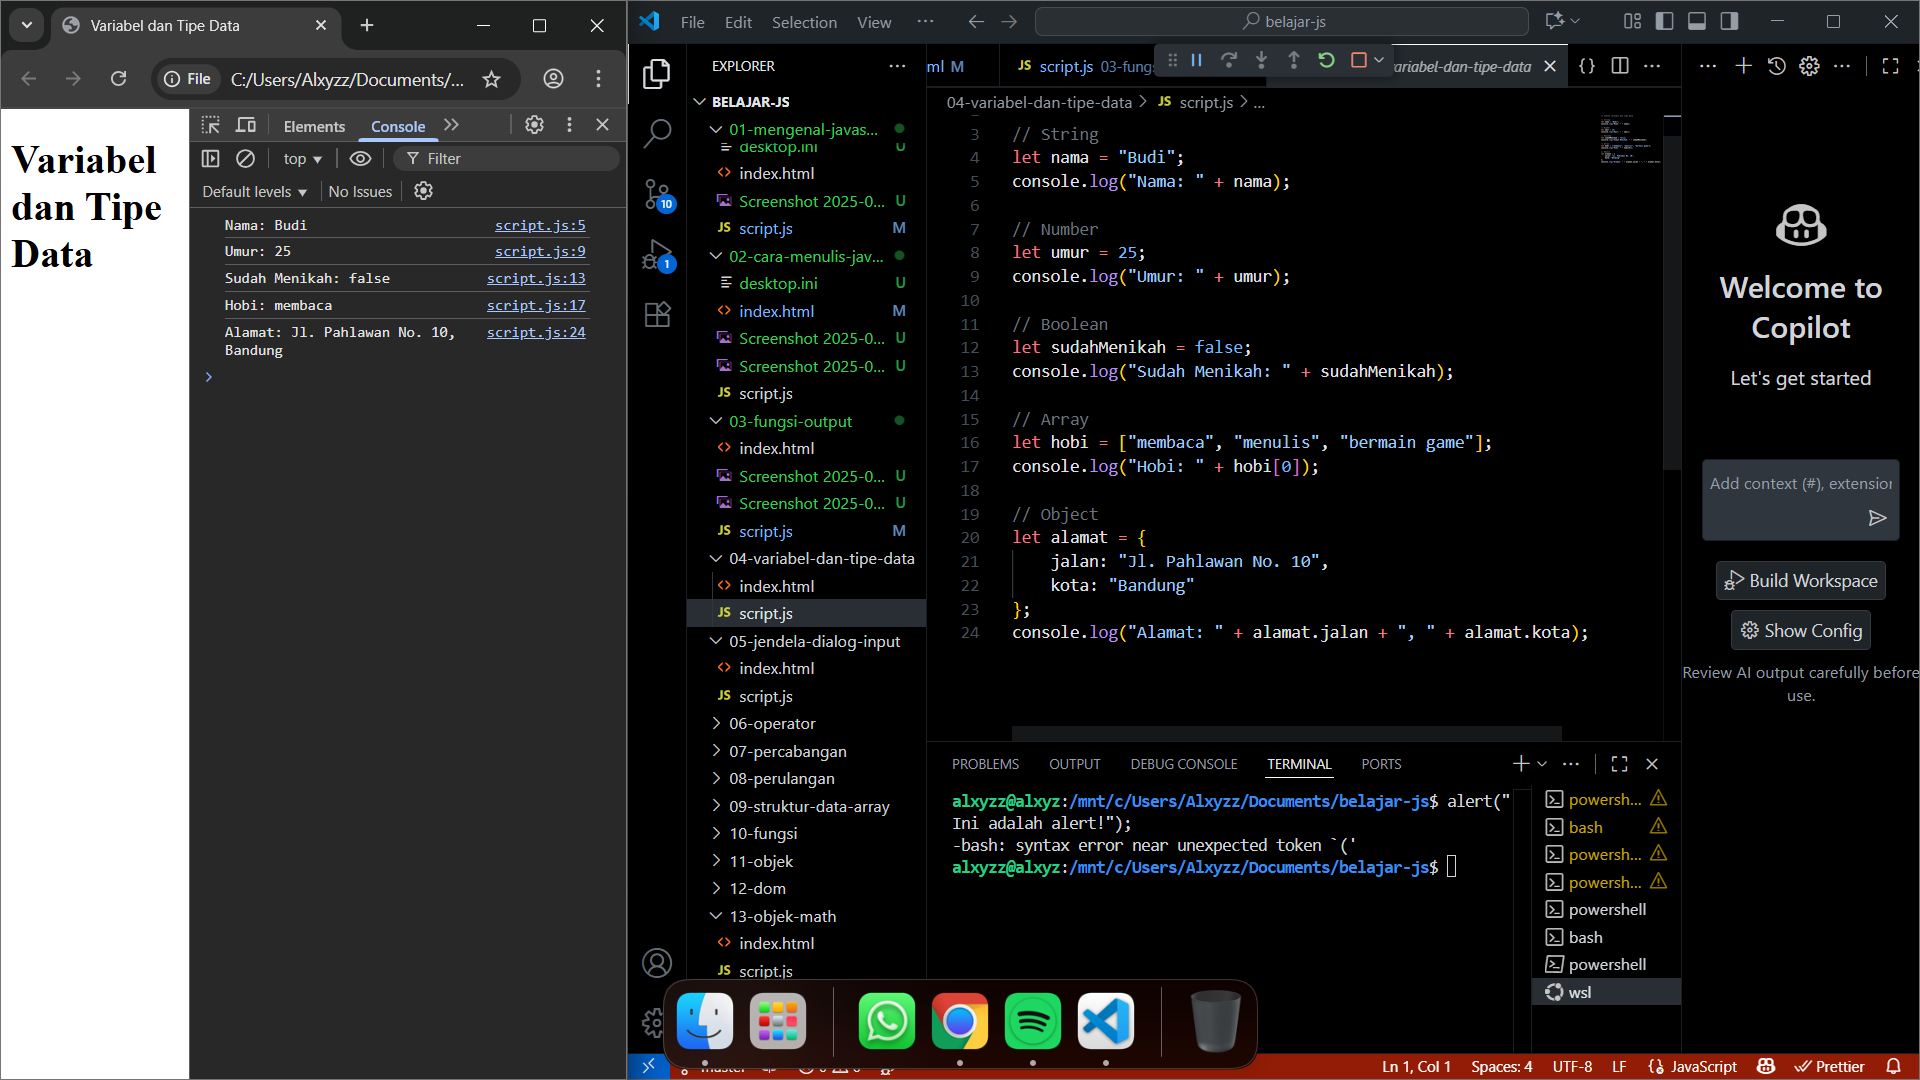 Variabel dan Tipe Data
File
C:/Users/Alxyzz/Documents/...
Variabel
dan Tipe
Data
Elements
Console
top
Filter
Default levels
No Issues
Nama: Budi
script.js:5
Umur: 25
script.js:9
Sudah Menikah: false
script.js:13
Hobi: membaca
script.js:17
Alamat: Jl. Pahlawan No. 10,
Bandung
script.js:24
File
Edit
Selection
View
belajar-js
EXPLORER
BELAJAR-JS
01-mengenal-javas...
desktop.ini
U
index.html
Screenshot 2025-0...
U
JS script.js
M
02-cara-menulis-jav...
desktop.ini
U
index.html
M
Screenshot 2025-0...
U
Screenshot 2025-0...
U
JS script.js
03-fungsi-output
index.html
Screenshot 2025-0...
U
Screenshot 2025-0...
U
JS script.js
M
04-variabel-dan-tipe-data
index.html
JS script.js
05-jendela-dialog-input
index.html
JS script.js
06-operator
07-percabangan
08-perulangan
09-struktur-data-array
10-fungsi
11-objek
12-dom
13-objek-math
index.html
JS script.js
10
1
ml M
JS script.js 03-fungs
ariabel-dan-tipe-data
04-variabel-dan-tipe-data > JS script.js > ...
3 // String
4 let nama = "Budi";
5 console.log("Nama: " + nama);
6
7 // Number
8 let umur = 25;
9 console.log("Umur: " + umur);
10
11 // Boolean
12 let sudahMenikah = false;
13 console.log("Sudah Menikah: " + sudahMenikah);
14
15 // Array
16 let hobi = ["membaca", "menulis", "bermain game"];
17 console.log("Hobi: " + hobi[0]);
18
19 // Object
20 let alamat = {
21 jalan: "Jl. Pahlawan No. 10",
22 kota: "Bandung"
23 };
24 console.log("Alamat: " + alamat.jalan + ", " + alamat.kota);
PROBLEMS
OUTPUT
DEBUG CONSOLE
TERMINAL
PORTS
alxyzz@alxyz:/mnt/c/Users/Alxyzz/Documents/belajar-js$ alert("
Ini adalah alert!");
-bash: syntax error near unexpected token `('
alxyzz@alxyz:/mnt/c/Users/Alxyzz/Documents/belajar-js$
powersh...
bash
powersh...
powersh...
powershell
bash
powershell
wsl
Welcome to
Copilot
Let's get started
Add context (#), extension
Build Workspace
Show Config
Review AI output carefully before
use.
Ln 1, Col 1
Spaces: 4
UTF-8
LF
JavaScript
Prettier